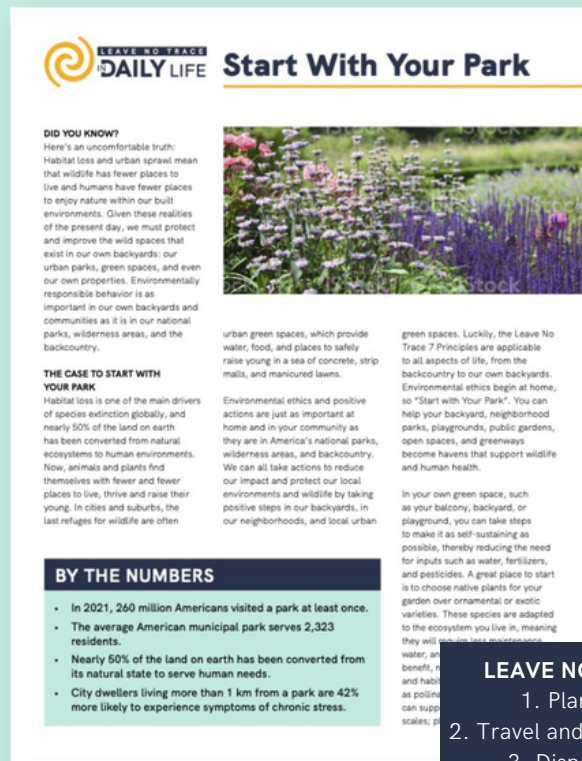 LEAVE NO TRACE
IN DAILY LIFE
Start With Your Park
DID YOU KNOW?
Here's an uncomfortable truth:
Habitat loss and urban sprawl mean
that wildlife has fewer places to
live and humans have fewer places
to enjoy nature within our built
environments. Given these realities
of the present day, we must protect
and improve the wild spaces that
exist in our own backyards: our
urban parks, green spaces, and even
our own properties. Environmentally
responsible behavior is as
important in our own backyards and
communities as it is in our national
parks, wilderness areas, and the
backcountry.
THE CASE TO START WITH
YOUR PARK
Habitat loss is one of the main drivers
of species extinction globally, and
nearly 50% of the land on earth
has been converted from natural
ecosystems to human environments.
Now, animals and plants find
themselves with fewer and fewer
places to live, thrive and raise their
young. In cities and suburbs, the
last refuges for wildlife are often
iStock
iStock
iStock
iStock
urban green spaces, which provide
water, food, and places to safely
raise young in a sea of concrete, strip
malls, and manicured lawns.
Environmental ethics and positive
actions are just as important at
home and in your community as
they are in America's national parks,
wilderness areas, and backcountry.
We can all take actions to reduce
our impact and protect our local
environments and wildlife by taking
positive steps in our backyards, in
our neighborhoods, and local urban
green spaces. Luckily, the Leave No
Trace 7 Principles are applicable
to all aspects of life, from the
backcountry to our own backyards.
Environmental ethics begin at home,
so "Start with Your Park". You can
help your backyard, neighborhood
parks, playgrounds, public gardens,
open spaces, and greenways
become havens that support wildlife
and human health.
In your own green space, such
as your balcony, backyard, or
playground, you can take steps
to make it as self-sustaining as
possible, thereby reducing the need
for inputs such as water, fertilizers,
and pesticides. A great place to start
is to choose native plants for your
garden over ornamental or exotic
varieties. These species are adapted
to the ecosystem you live in, meaning
they will require less maintenance
water, an
benefit,
and habit
as pollina
can supp
scales;
BY THE NUMBERS
• In 2021, 260 million Americans visited a park at least once.
• The average American municipal park serves 2,323
residents.
• Nearly 50% of the land on earth has been converted from
its natural state to serve human needs.
• City dwellers living more than 1 km from a park are 42%
more likely to experience symptoms of chronic stress.
LEAVE NO
1. Plan
2. Travel and
3. Disp